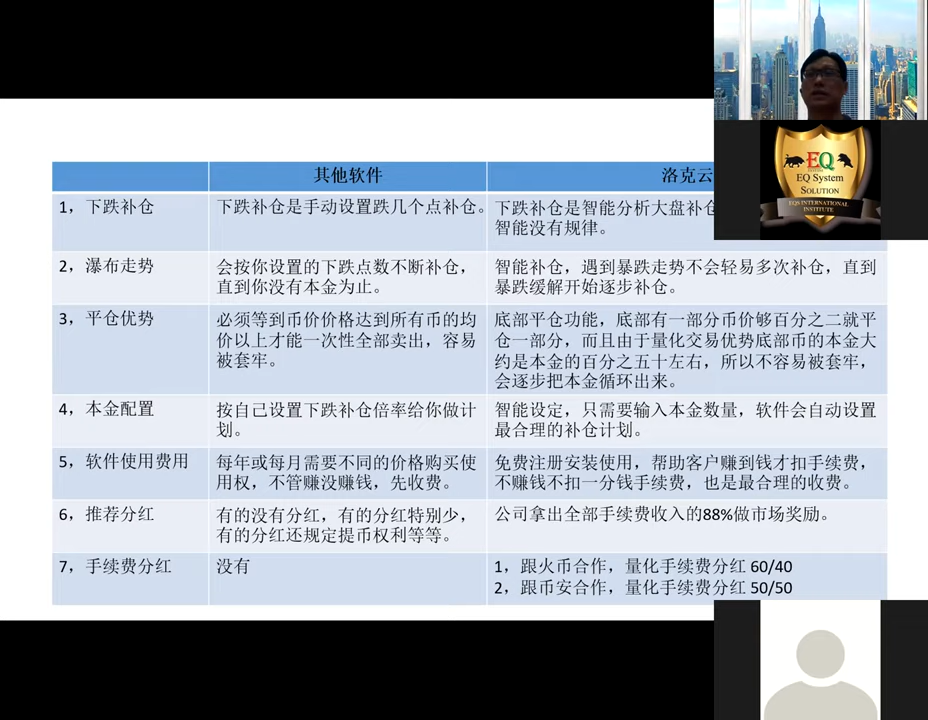 其他软件
洛克云
1，下跌补仓
下跌补仓是手动设置跌几个点补仓。
下跌补仓是智能分析大盘补仓
智能没有规律。
2，瀑布走势
会按你设置的下跌点数不断补仓，
直到你没有本金为止。
智能补仓，遇到暴跌走势不会轻易多次补仓，直到
暴跌缓解开始逐步补仓。
3，平仓优势
必须等到币价价格达到所有币的均
价以上才能一次性全部卖出，容易
被套牢。
底部平仓功能，底部有一部分币价够百分之二就平
仓一部分，而且由于量化交易优势底部币的本金大
约是本金的百分之五十左右，所以不容易被套牢，
会逐步把本金循环出来。
4，本金配置
按自己设置下跌补仓倍率给你做计
划。
智能设定，只需要输入本金数量，软件会自动设置
最合理的补仓计划。
5，软件使用费用
每年或每月需要不同的价格购买使
用权，不管赚没赚钱，先收费。
免费注册安装使用，帮助客户赚到钱才扣手续费，
不赚钱不扣一分钱手续费，也是最合理的收费。
6，推荐分红
有的没有分红，有的分红特别少，
有的分红还规定提币权利等等。
公司拿出全部手续费收入的88%做市场奖励。
7，手续费分红
没有
1，跟火币合作，量化手续费分红 60/40
2，跟币安合作，量化手续费分红 50/50
EQ
EQ System
SOLUTION
EQS INTERNATIONAL
INSTITUTE